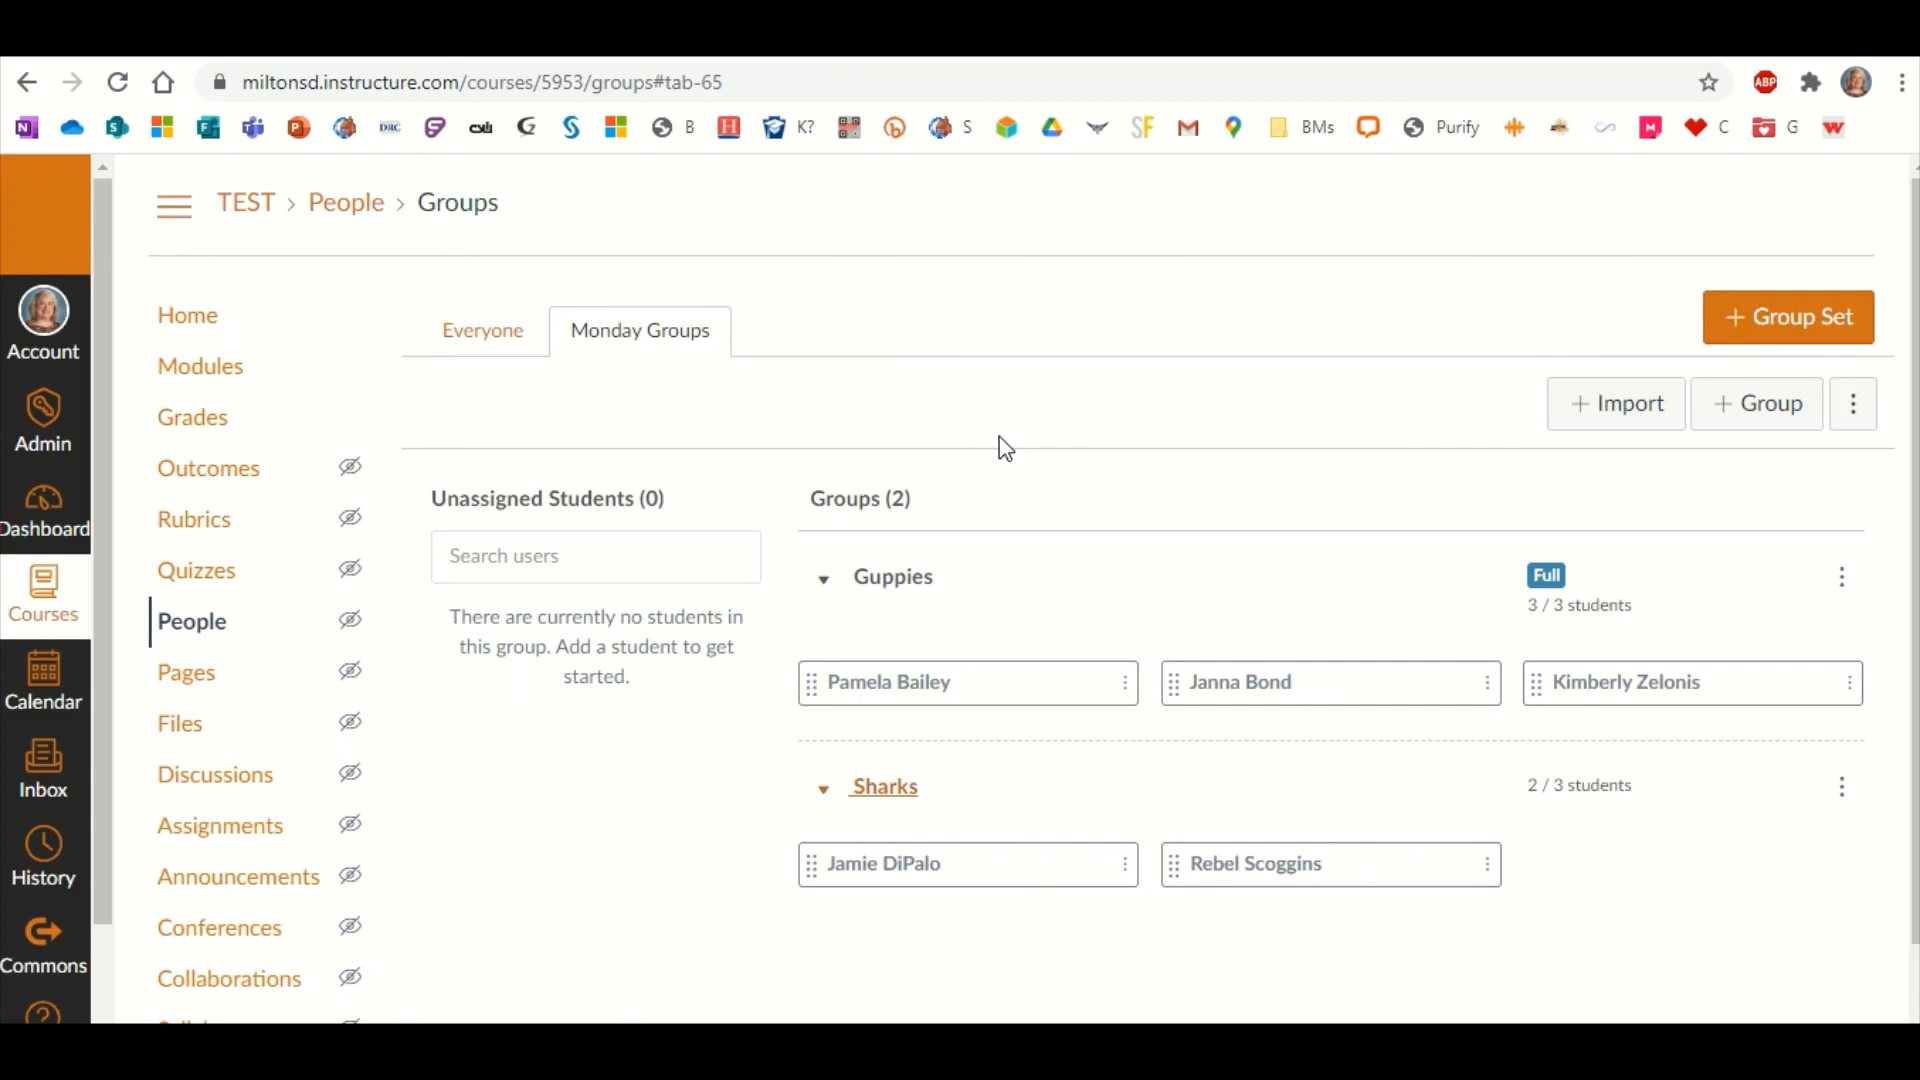 miltonsd.instructure.com/courses/5953/groups#tab-65
ABP
DRC
B
K?
S
SF
BMs
Purify
C
G
TEST > People > Groups
Account
Admin
Dashboard
Courses
Calendar
Inbox
History
Commons
Home
Modules
Grades
Outcomes
Rubrics
Quizzes
People
Pages
Files
Discussions
Assignments
Announcements
Conferences
Collaborations
Everyone
Monday Groups
+ Group Set
+ Import
+ Group
Unassigned Students (0)
Search users
There are currently no students in
this group. Add a student to get
started.
Groups (2)
Guppies
Full
3 / 3 students
Pamela Bailey
Janna Bond
Kimberly Zelonis
Sharks
2 / 3 students
Jamie DiPalo
Rebel Scoggins